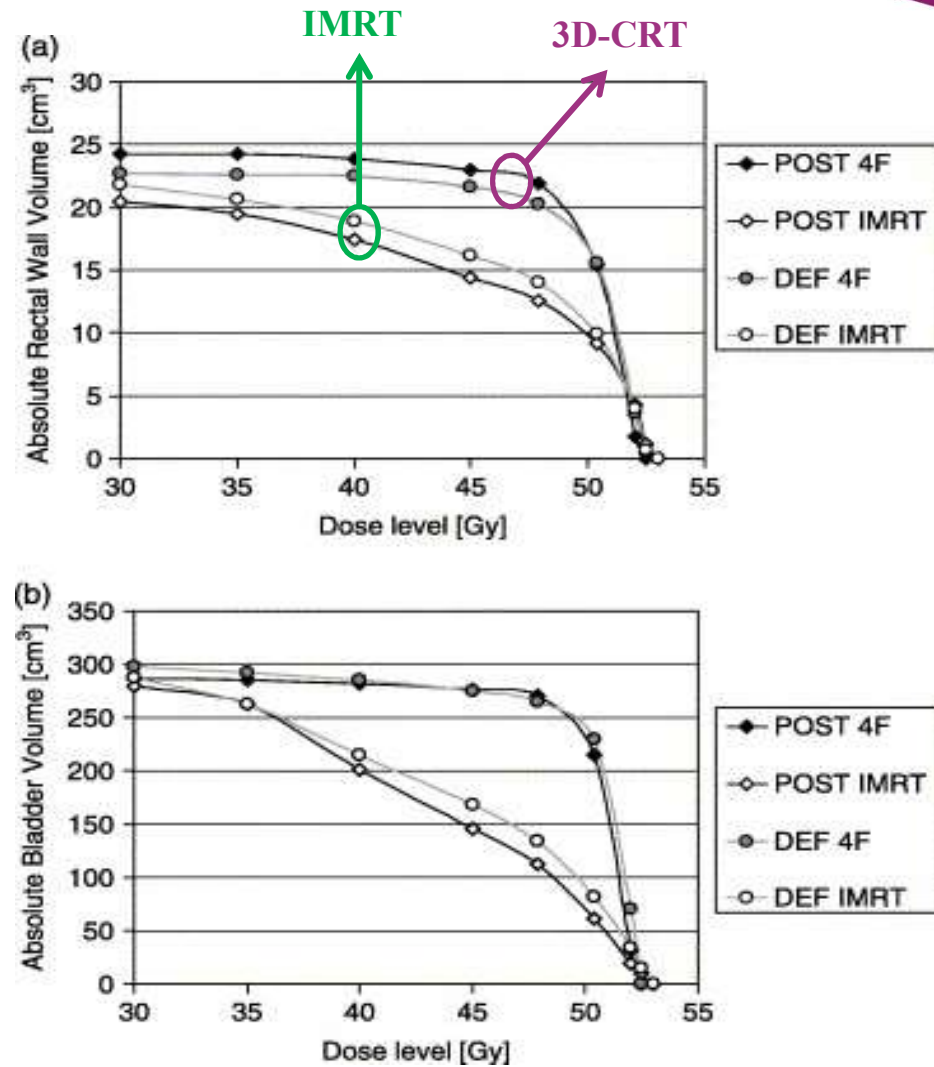 IMRT
3D-CRT
(a)
Absolute Rectal Wall Volume [cm³]
30
25
20
15
10
5
0
30 35 40 45 50 55
Dose level [Gy]
POST 4F
POST IMRT
DEF 4F
DEF IMRT
(b)
Absolute Bladder Volume [cm³]
350
300
250
200
150
100
50
0
30 35 40 45 50 55
Dose level [Gy]
POST 4F
POST IMRT
DEF 4F
DEF IMRT